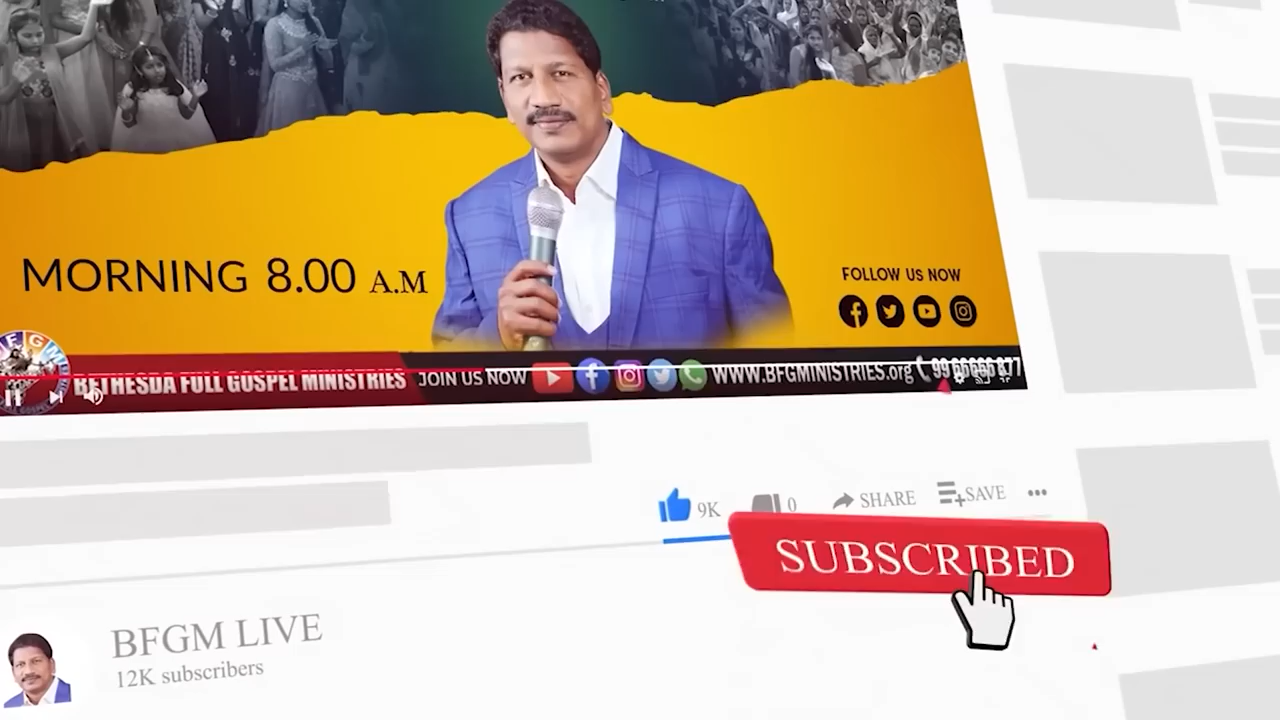 MORNING 8.00 A.M
FOLLOW US NOW
BETHESDA FULL GOSPEL MINISTRIES JOIN US NOW WWW.BFGMINISTRIES.org
9K 0 SHARE SAVE
SUBSCRIBED
BFGM LIVE
12K subscribers